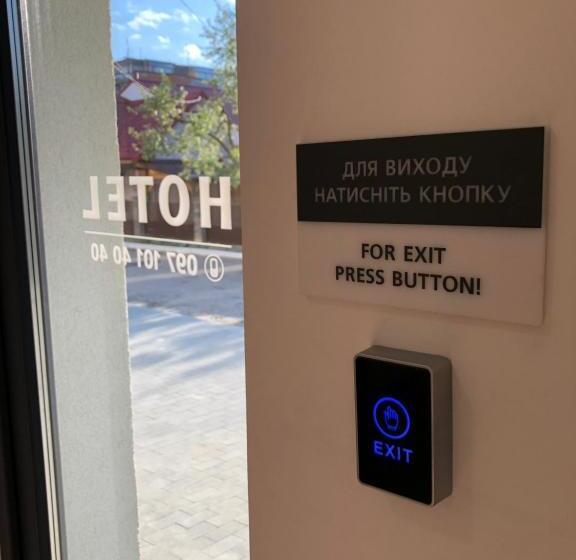 HOTEL
097 101 40 40
ДЛЯ ВИХОДУ
НАТИСНІТЬ КНОПКУ
FOR EXIT
PRESS BUTTON!
EXIT